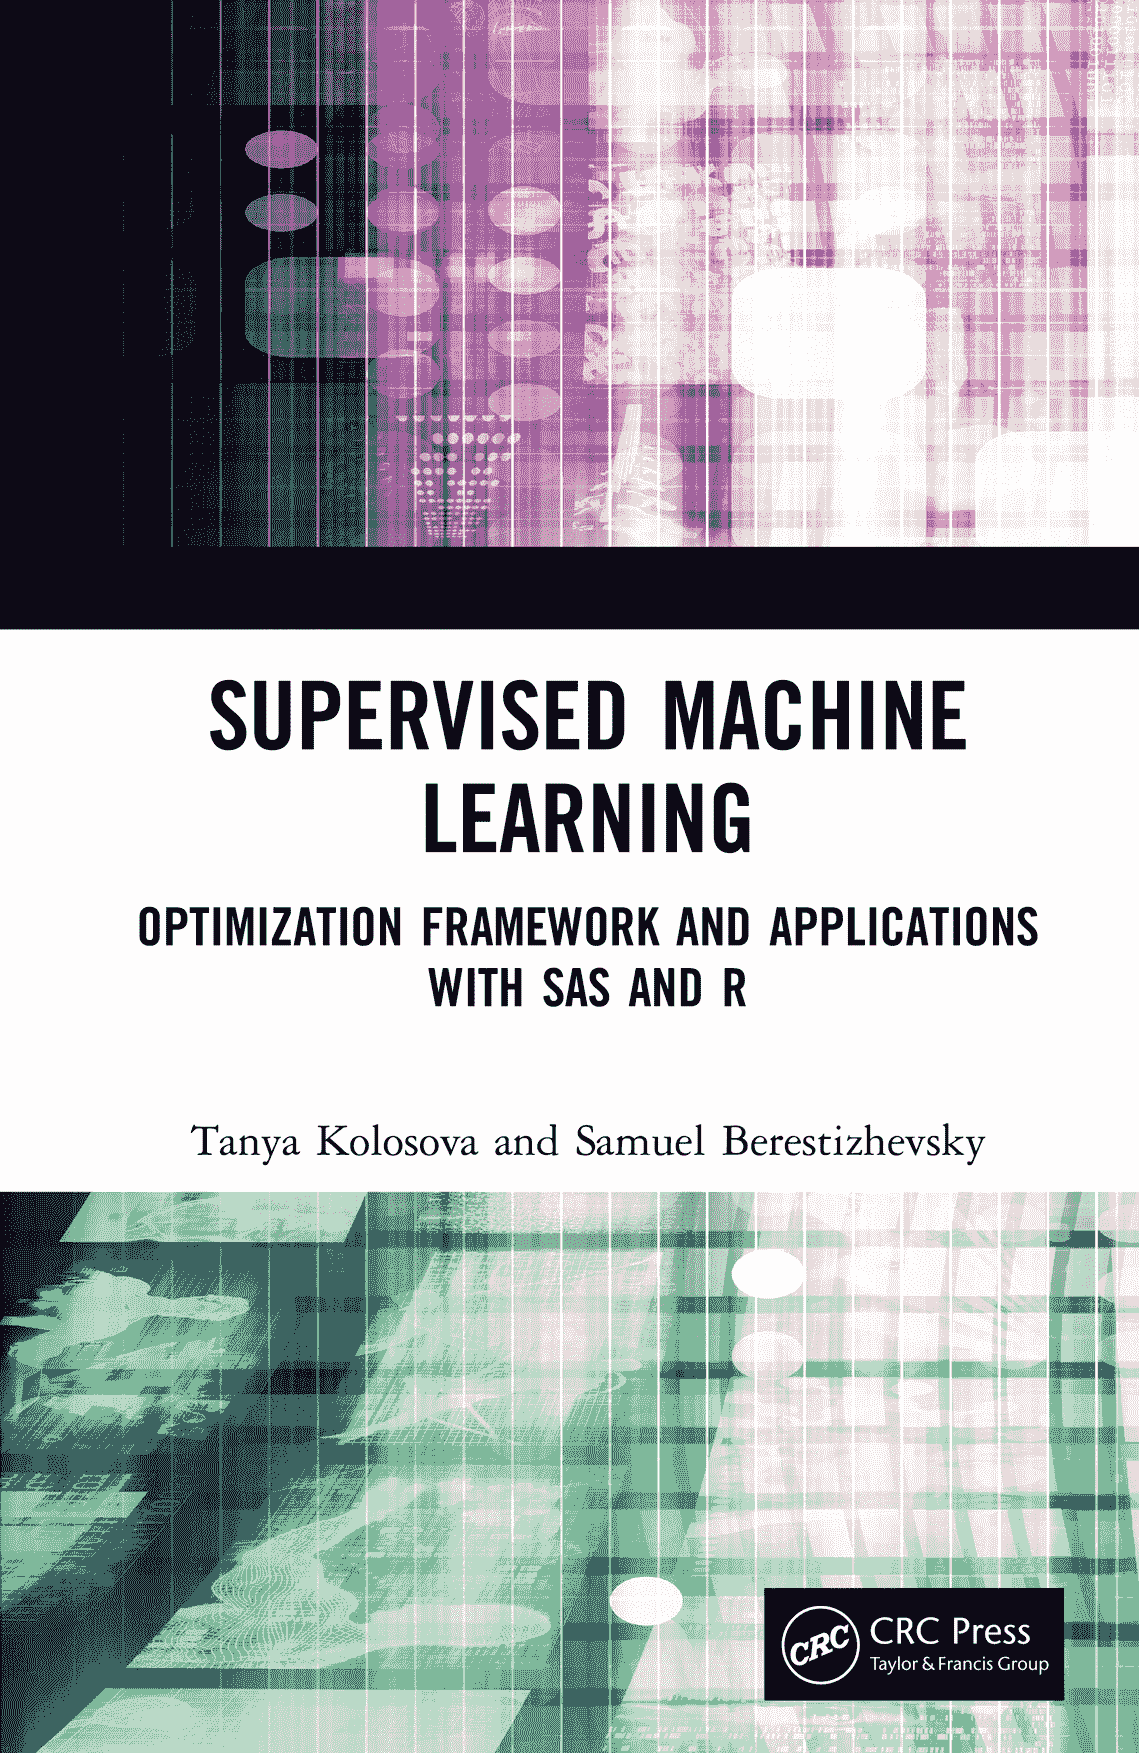 SUPERVISED MACHINE
LEARNING
OPTIMIZATION FRAMEWORK AND APPLICATIONS
WITH SAS AND R
Tanya Kolosova and Samuel Berestizhevsky
CRC
CRC Press
Taylor & Francis Group